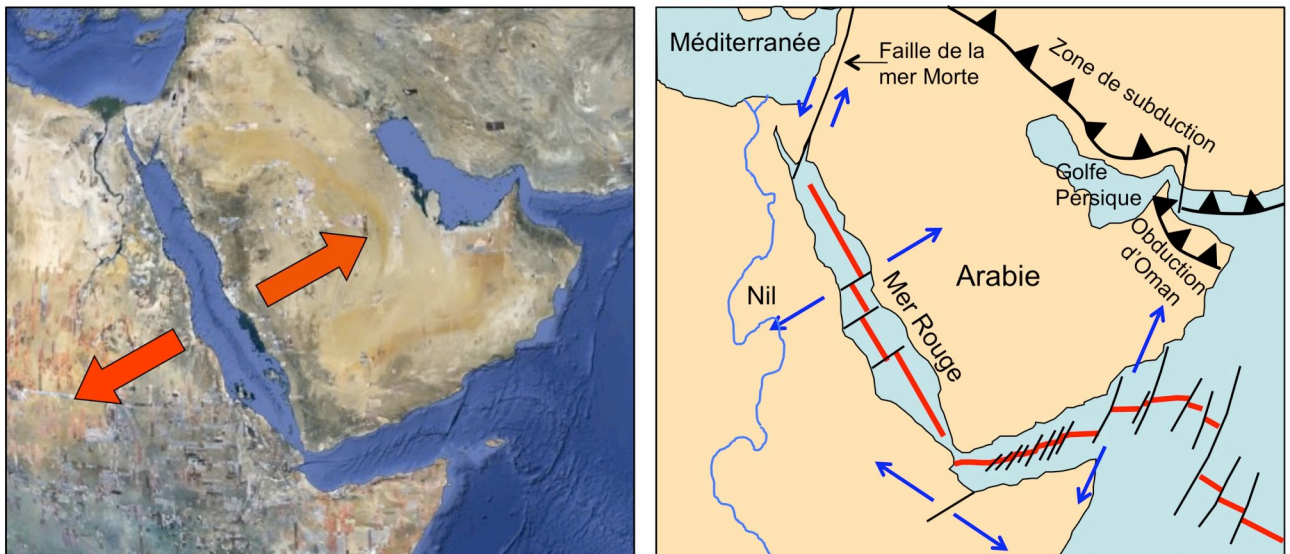 Méditerranée
Faille de la
mer Morte
Zone de subduction
Golfe
Persique
Obduction
d'Oman
Arabie
Nil
Mer Rouge